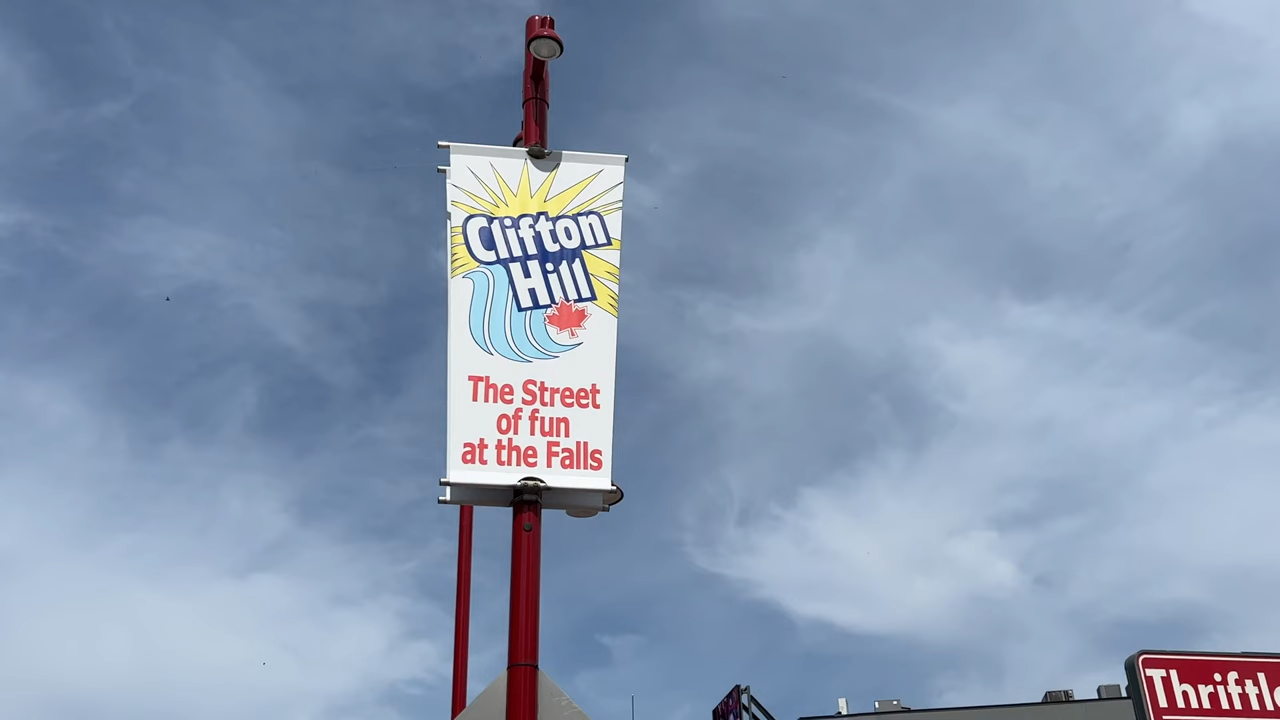 Clifton
Hill
The Street
of fun
at the Falls